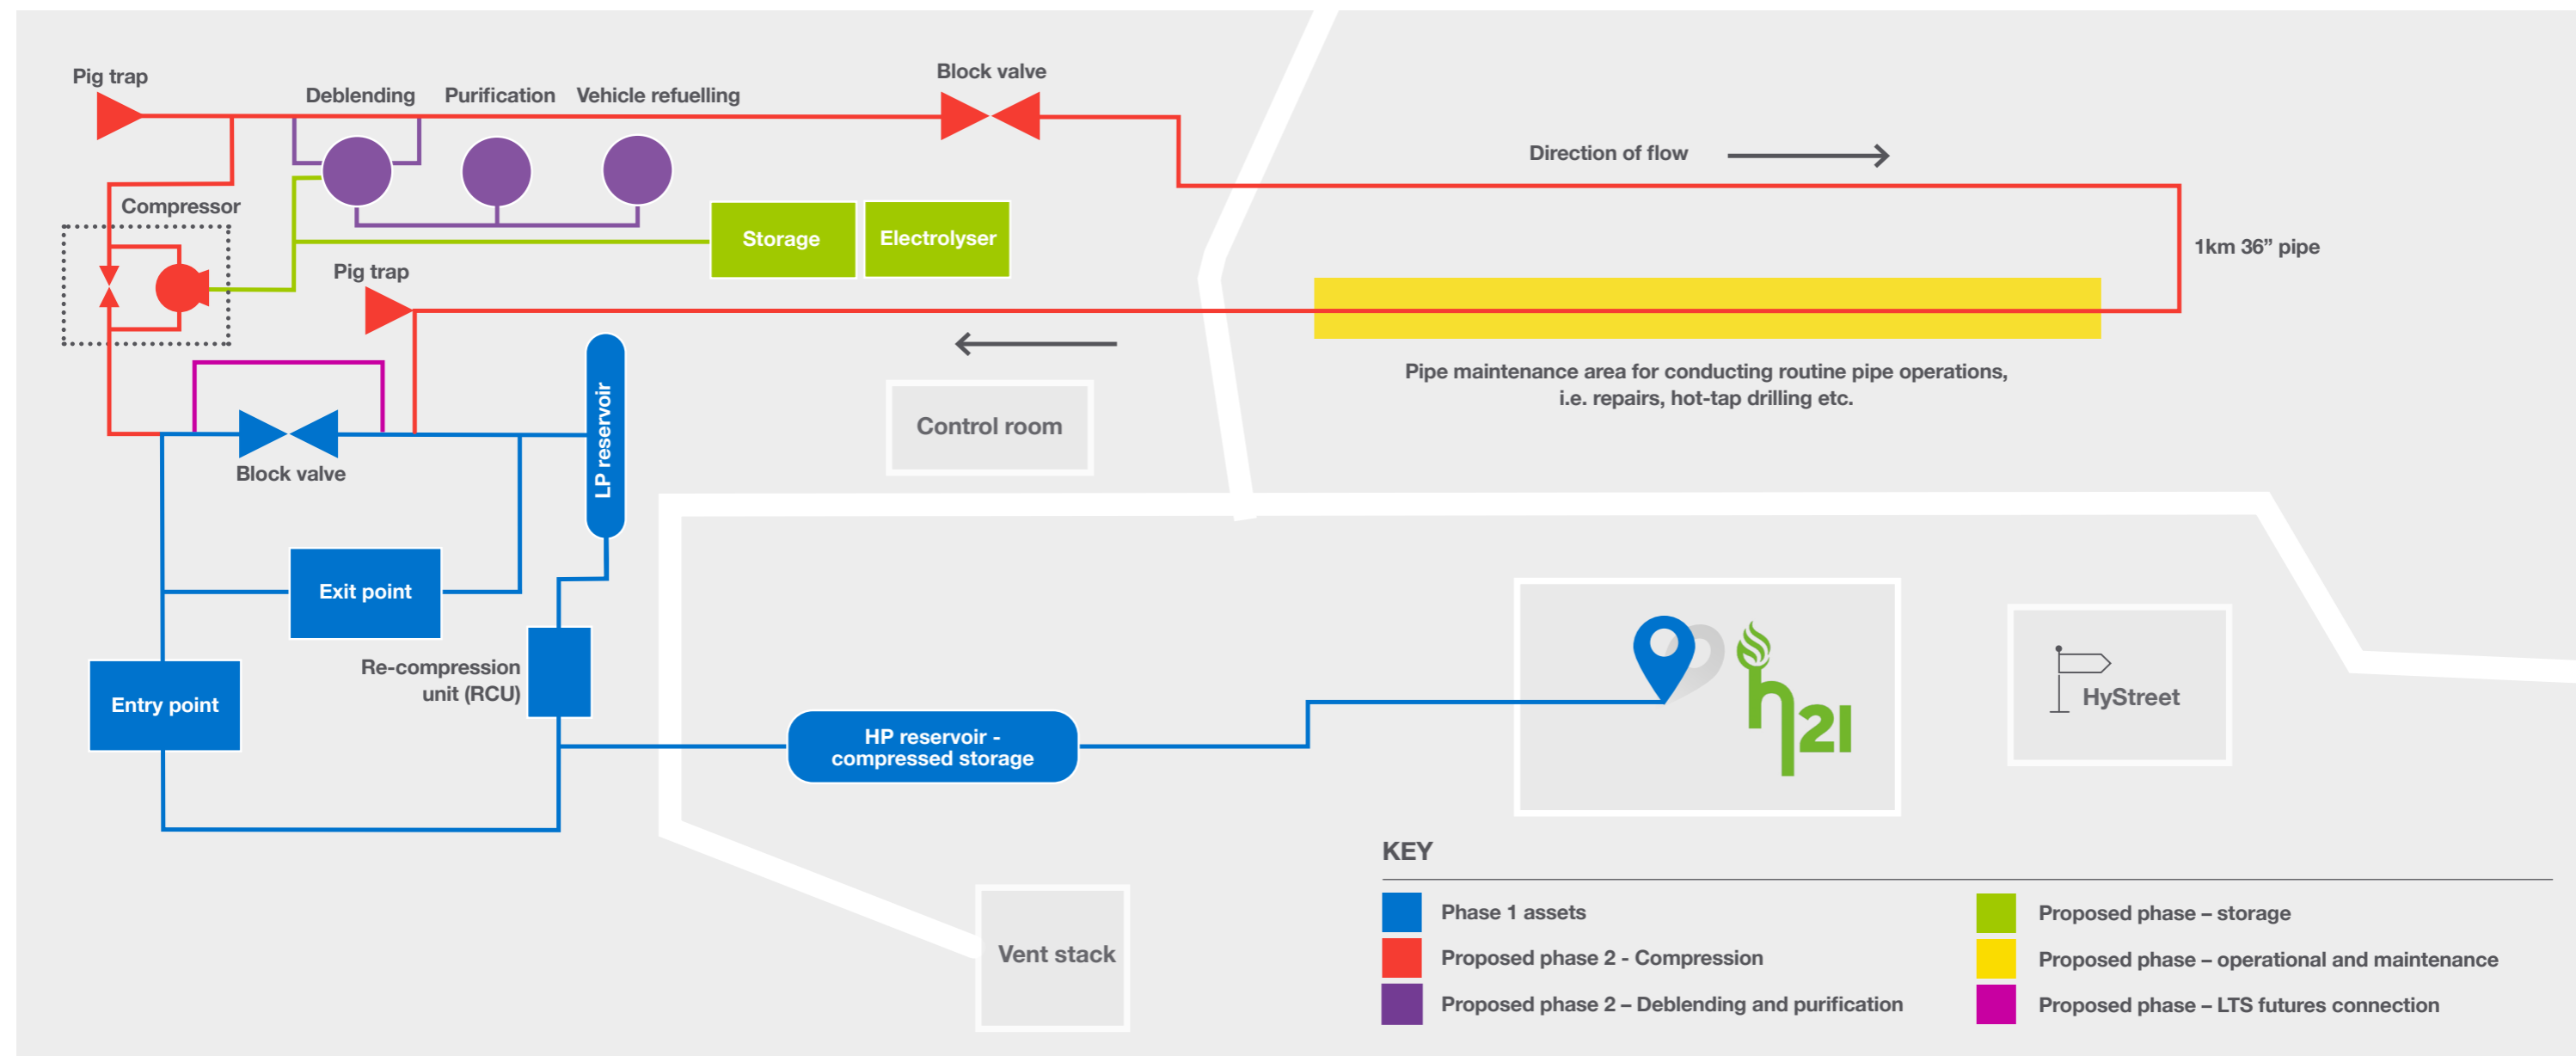 Pig trap
Deblending
Purification
Vehicle refuelling
Block valve
Direction of flow
Compressor
Storage
Electrolyser
1km 36” pipe
Pig trap
Pipe maintenance area for conducting routine pipe operations,
i.e. repairs, hot-tap drilling etc.
LP reservoir
Control room
Block valve
Exit point
Re-compression
unit (RCU)
Entry point
HP reservoir -
compressed storage
h21
HyStreet
Vent stack
KEY
Phase 1 assets
Proposed phase 2 - Compression
Proposed phase 2 – Deblending and purification
Proposed phase – storage
Proposed phase – operational and maintenance
Proposed phase – LTS futures connection